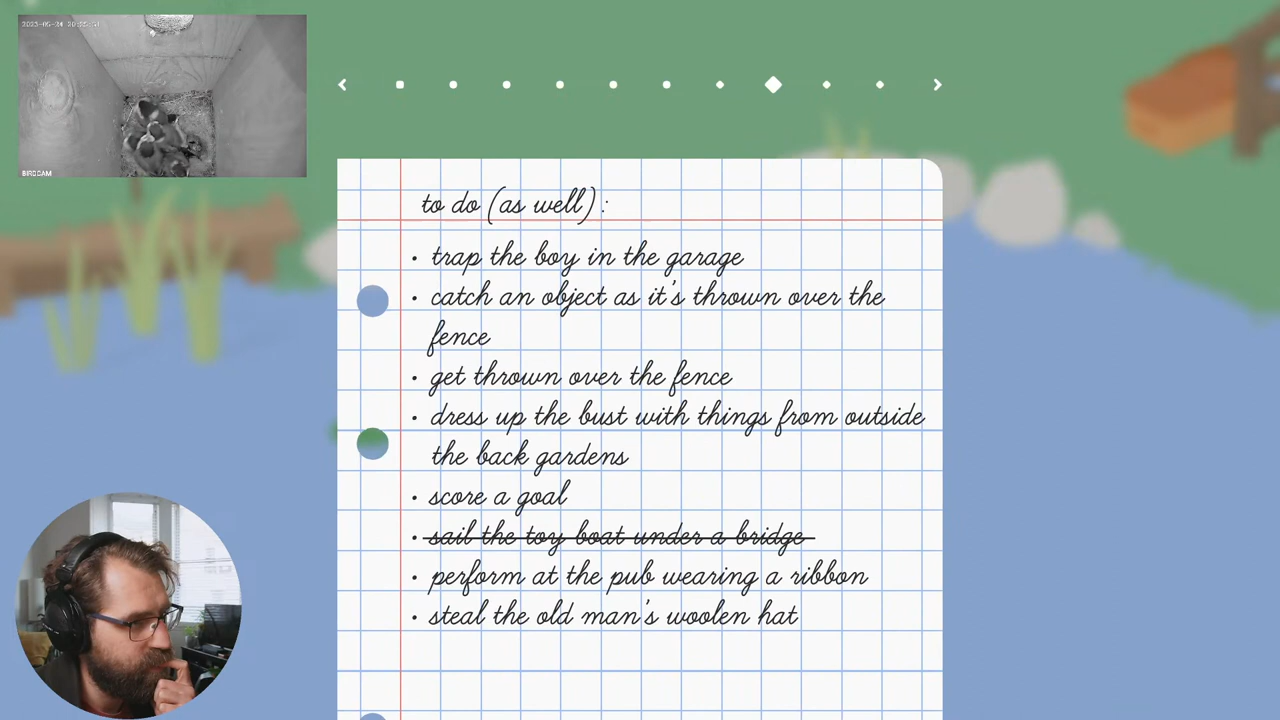 to do (as well):
• trap the boy in the garage
• catch an object as it's thrown over the
fence
• get thrown over the fence
• dress up the bust with things from outside
the back gardens
• score a goal
• sail the toy boat under a bridge
• perform at the pub wearing a ribbon
• steal the old man's woolen hat
BIRDCAM